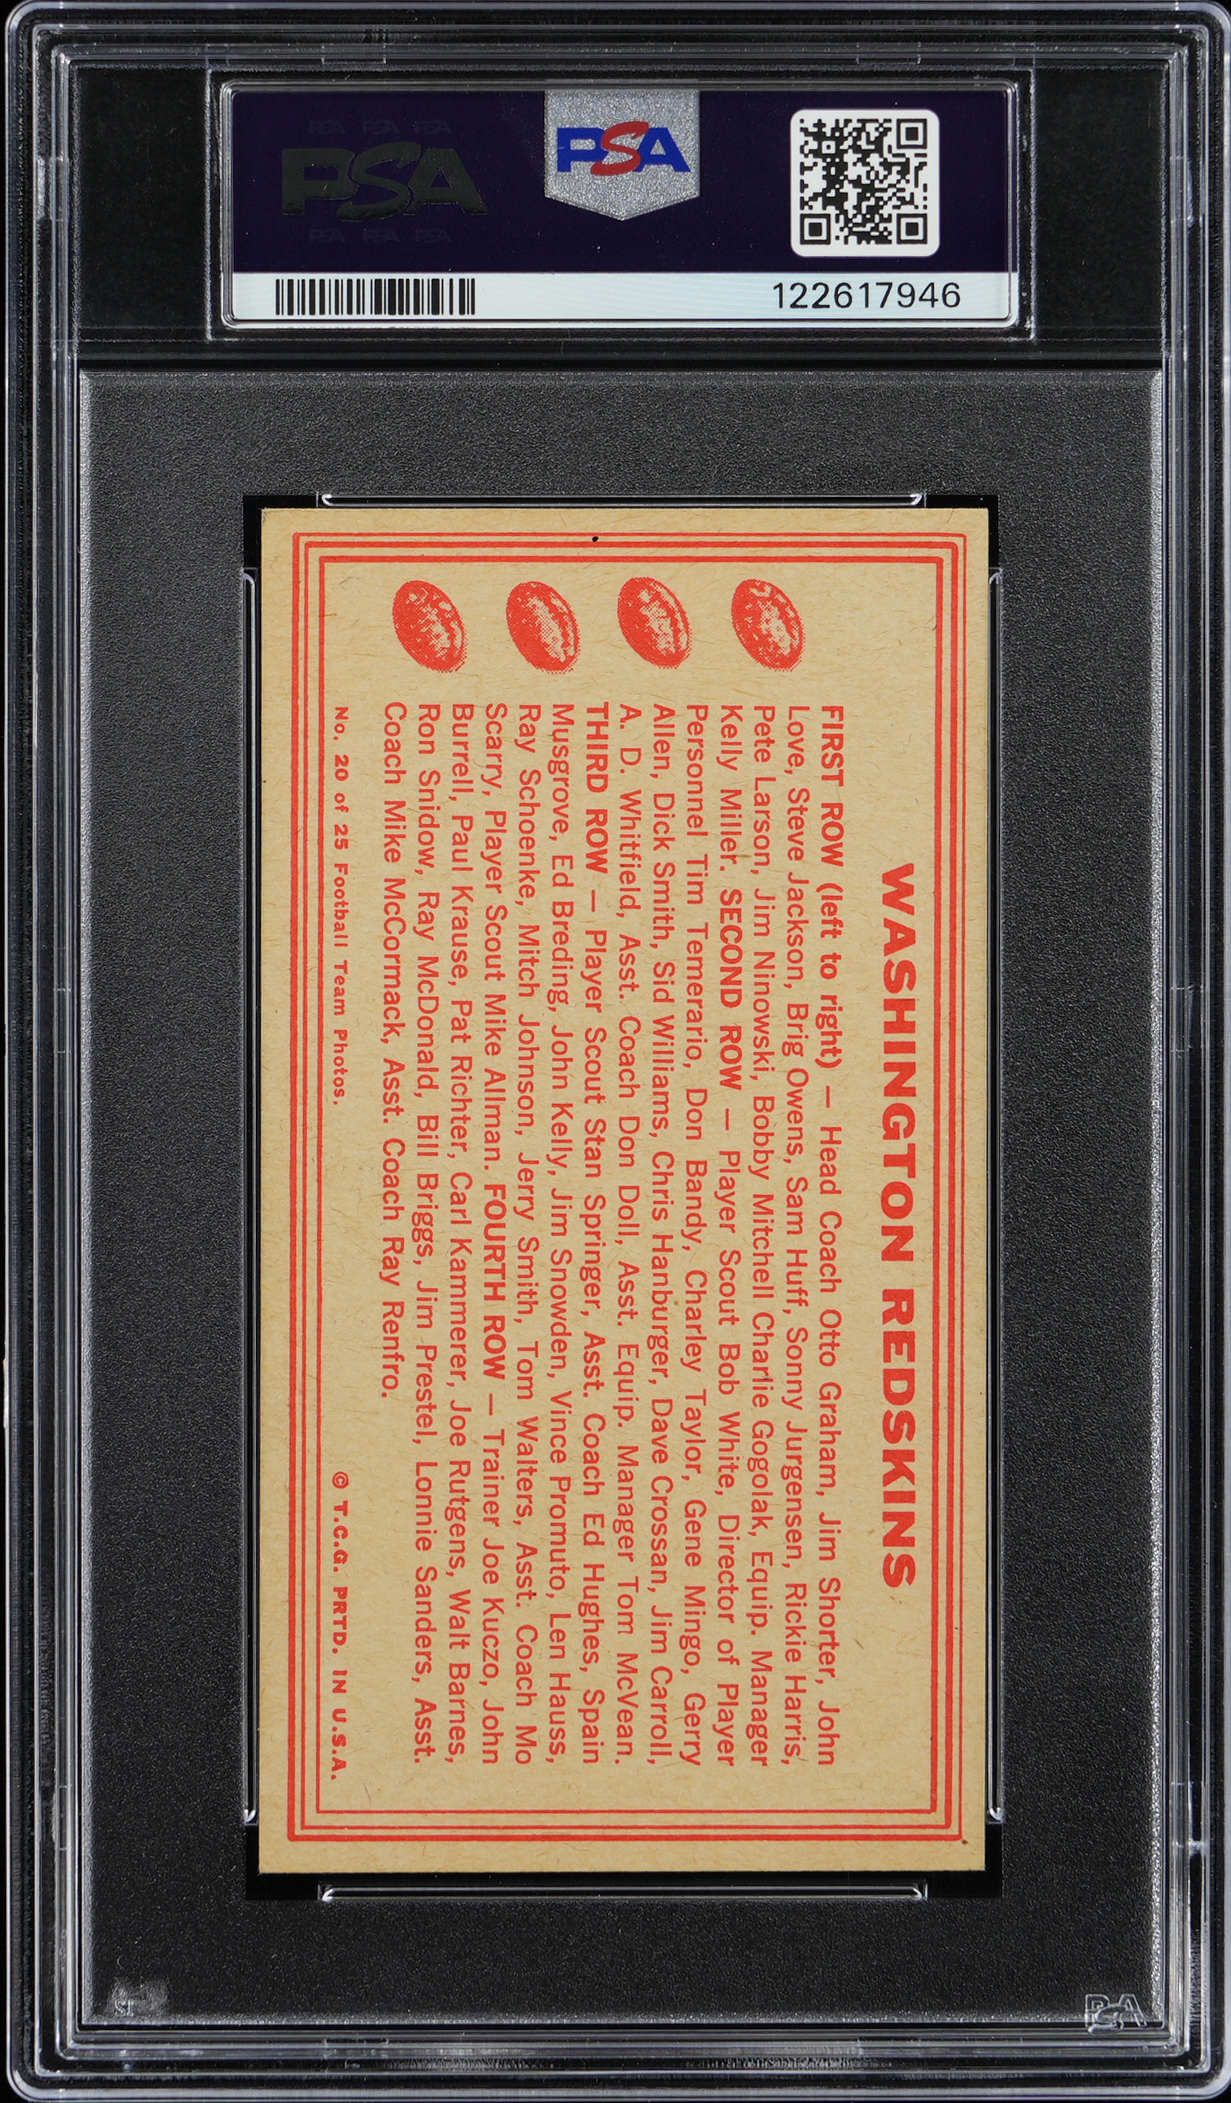 PSA PSA PSA
PSA
PSA PSA PSA
PSA
122617946
WASHINGTON REDSKINS
FIRST ROW (left to right) — Head Coach Otto Graham, Jim Shorter, John
Love, Steve Jackson, Brig Owens, Sam Huff, Sonny Jurgensen, Rickie Harris,
Pete Larson, Jim Ninowski, Bobby Mitchell Charlie Gogolak, Equip. Manager
Kelly Miller. SECOND ROW — Player Scout Bob White, Director of Player
Personnel Tim Temerario, Don Bandy, Charley Taylor, Gene Mingo, Gerry
Allen, Dick Smith, Sid Williams, Chris Hanburger, Dave Crossan, Jim Carroll,
A. D. Whitfield, Asst. Coach Don Doll, Asst. Equip. Manager Tom McVean.
THIRD ROW — Player Scout Stan Springer, Asst. Coach Ed Hughes, Spain
Musgrove, Ed Breding, John Kelly, Jim Snowden, Vince Promuto, Len Hauss,
Ray Schoenke, Mitch Johnson, Jerry Smith, Tom Walters, Asst. Coach Mo
Scarry, Player Scout Mike Allman. FOURTH ROW — Trainer Joe Kuczo, John
Burrell, Paul Krause, Pat Richter, Carl Kammerer, Joe Rutgens, Walt Barnes,
Ron Snidow, Ray McDonald, Bill Briggs, Jim Prestel, Lonnie Sanders, Asst.
Coach Mike McCormack, Asst. Coach Ray Renfro.
No. 20 of 25 Football Team Photos.
© T.C.G. PRTD. IN U.S.A.
PSA